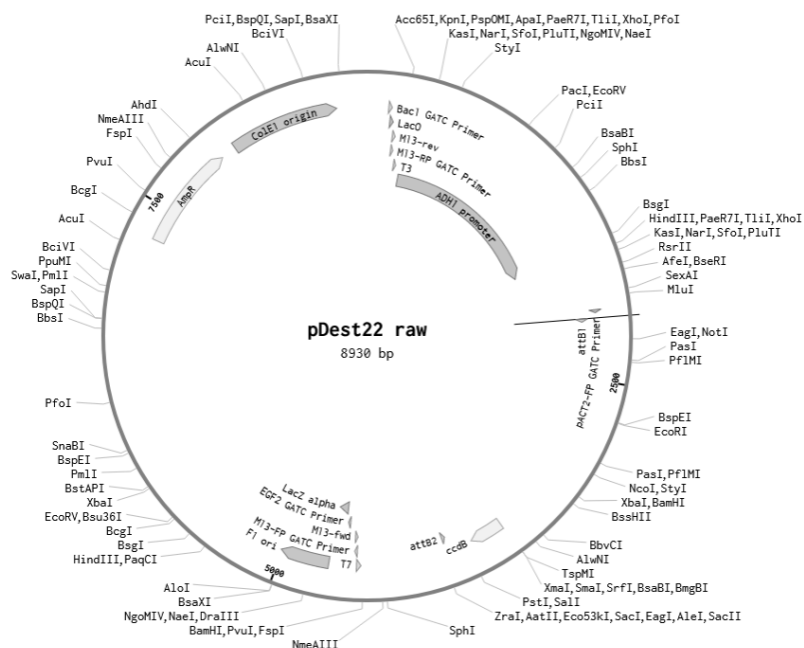 PciI,BspQI,SapI,BsaXI
BciVI
AlwNI
AcuI
AhdI
NmeAIII
FspI
PvuI
BcgI
AcuI
BciVI
PpuMI
SwaI,PmlI
SapI
BspQI
BbsI
PfoI
SnaBI
BspEI
PmlI
BstAPI
XbaI
EcoRV,Bsu36I
BcgI
BsgI
HindIII,PaqCI
AloI
BsaXI
NgoMIV,NaeI,DraIII
BamHI,PvuI,FspI
NmeAIII
Acc65I,KpnI,PspOMI,ApaI,PaeR7I,TliI,XhoI,PfoI
KasI,NarI,SfoI,PluTI,NgoMIV,NaeI
StyI
PacI,EcoRV
PciI
BsaBI
SphI
BbsI
BsgI
HindIII,PaeR7I,TliI,XhoI
KasI,NarI,SfoI,PluTI
RsrII
AfeI,BseRI
SexAI
MluI
EagI,NotI
PasI
PflMI
BspEI
EcoRI
PasI,PflMI
NcoI,StyI
XbaI,BamHI
BssHII
BbvCI
AlwNI
TspMI
XmaI,SmaI,SrfI,BsaBI,BmgBI
PstI,SalI
ZraI,AatII,Eco53kI,SacI,EagI,AleI,SacII
SphI
ColE1 origin
AmpR
7500
BacI GATC Primer
LacO
M13-rev
M13-RP GATC Primer
T3
ADH1 promoter
pDest22 raw
8930 bp
attB1
PACT2-FP GATC Primer
2500
LacZ alpha
EGF2 GATC Primer
M13-fwd
M13-FP GATC Primer
F1 ori
T7
attB2
ccdB
5000